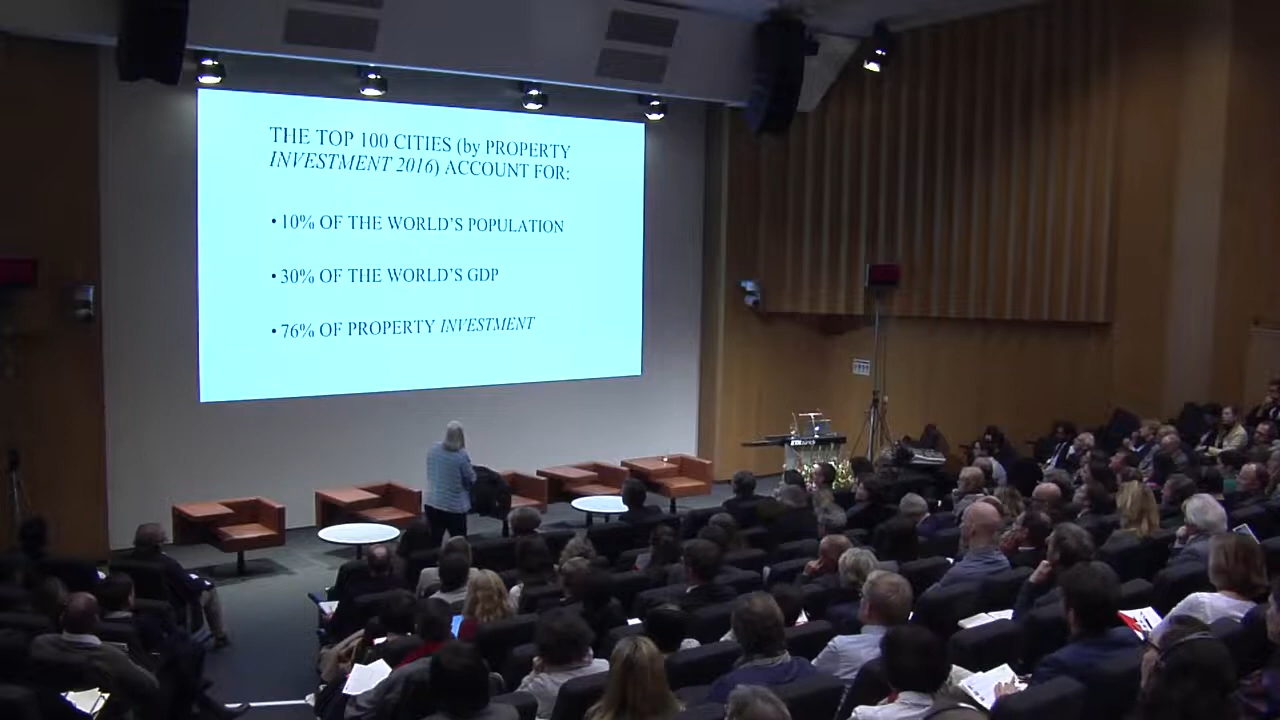 THE TOP 100 CITIES (by PROPERTY
INVESTMENT 2016) ACCOUNT FOR:
• 10% OF THE WORLD'S POPULATION
• 30% OF THE WORLD'S GDP
• 76% OF PROPERTY INVESTMENT